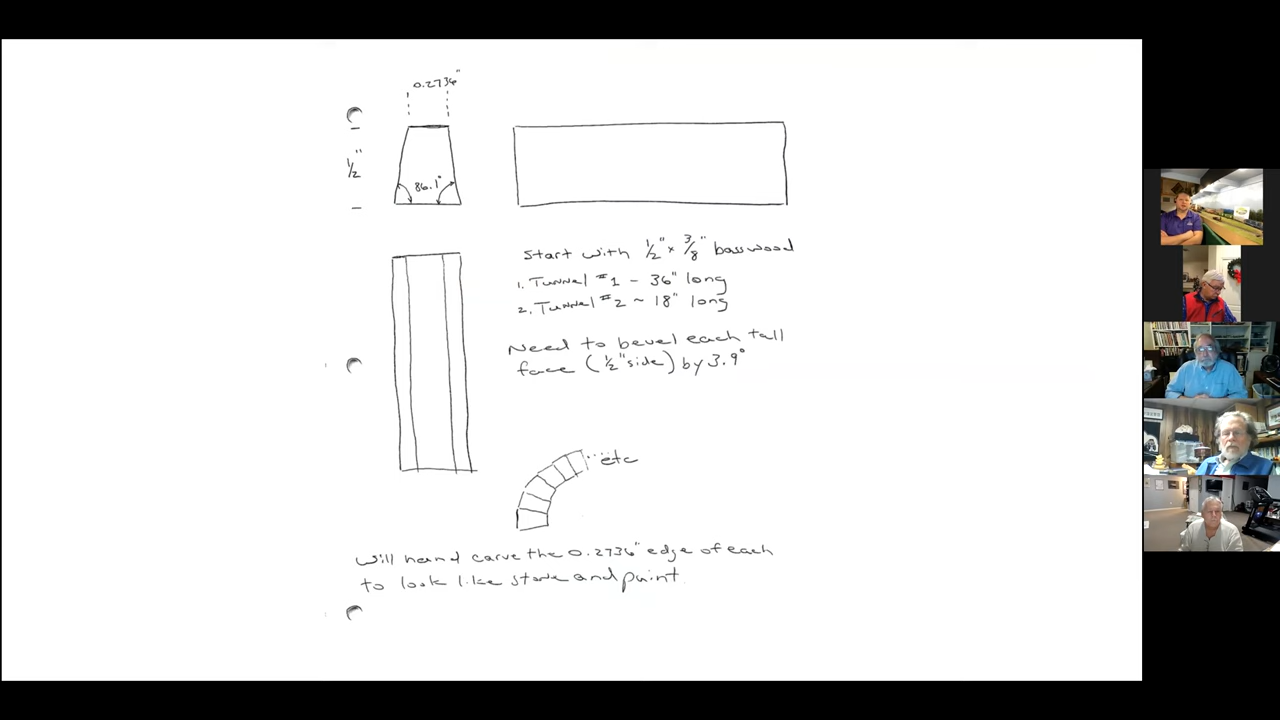 0.2736"
1/2"
86.1°
Start with 1/2" x 3/8" basswood
1. Tunnel #1 - 36" long
2. Tunnel #2 ~ 18" long
Need to bevel each tall
face (1/2" side) by 3.9°
etc
Will hand carve the 0.2736" edge of each
to look like stone and paint.